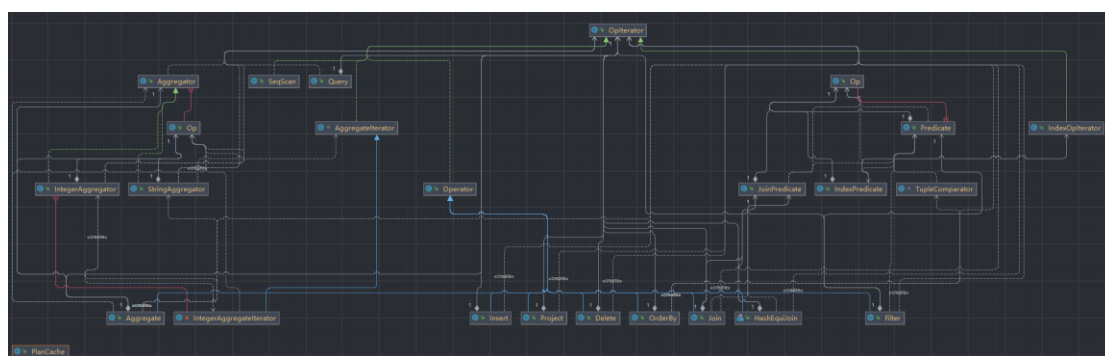 OpIterator
Aggregator
SeqScan
Query
Op
Op
AggregateIterator
Predicate
IndexOpIterator
IntegerAggregator
StringAggregator
Operator
JoinPredicate
IndexPredicate
TupleComparator
Aggregate
IntegerAggregateIterator
Insert
Project
Delete
OrderBy
Join
HashEquiJoin
Filter
PlanCache